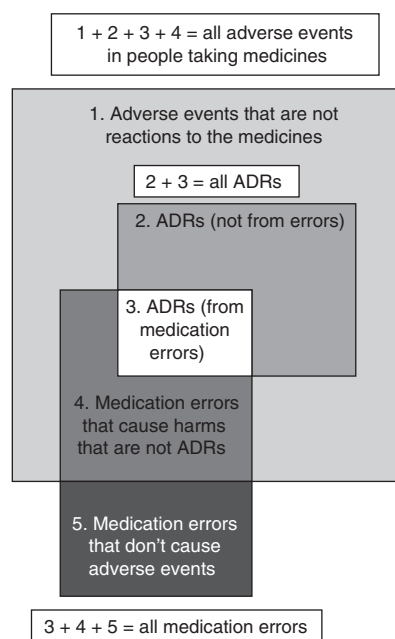 1 + 2 + 3 + 4 = all adverse events
in people taking medicines
1. Adverse events that are not
reactions to the medicines
2 + 3 = all ADRs
2. ADRs (not from errors)
3. ADRs (from
medication
errors)
4. Medication errors
that cause harms
that are not ADRs
5. Medication errors
that don't cause
adverse events
3 + 4 + 5 = all medication errors